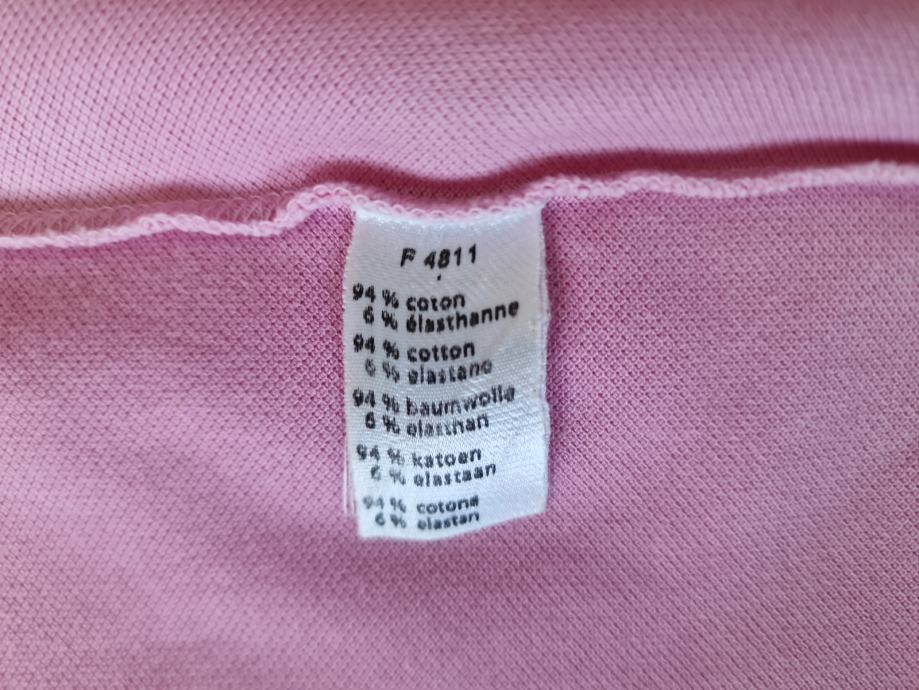 F 4811
94 % coton
6 % élasthanne
94 % cotton
6 % elastane
94 % baumwolle
6 % elasthan
94 % katoen
6 % elastaan
94 % cotone
6 % elastan